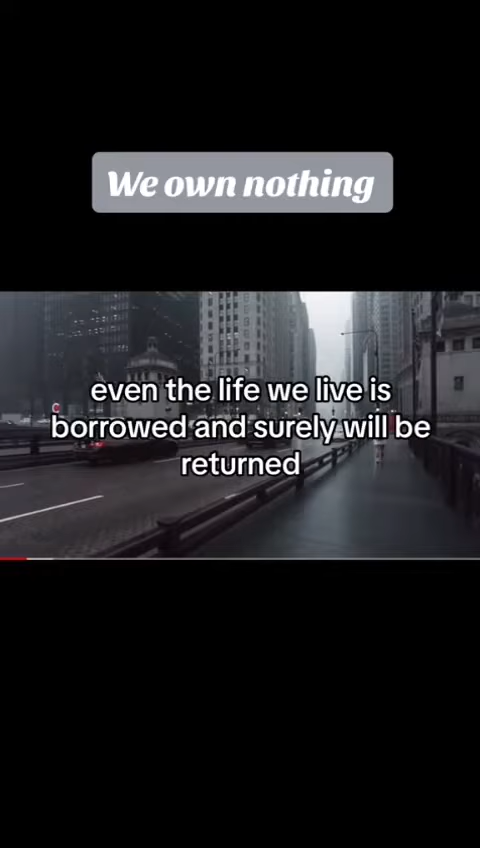 We own nothing
even the life we live is
borrowed and surely will be
returned